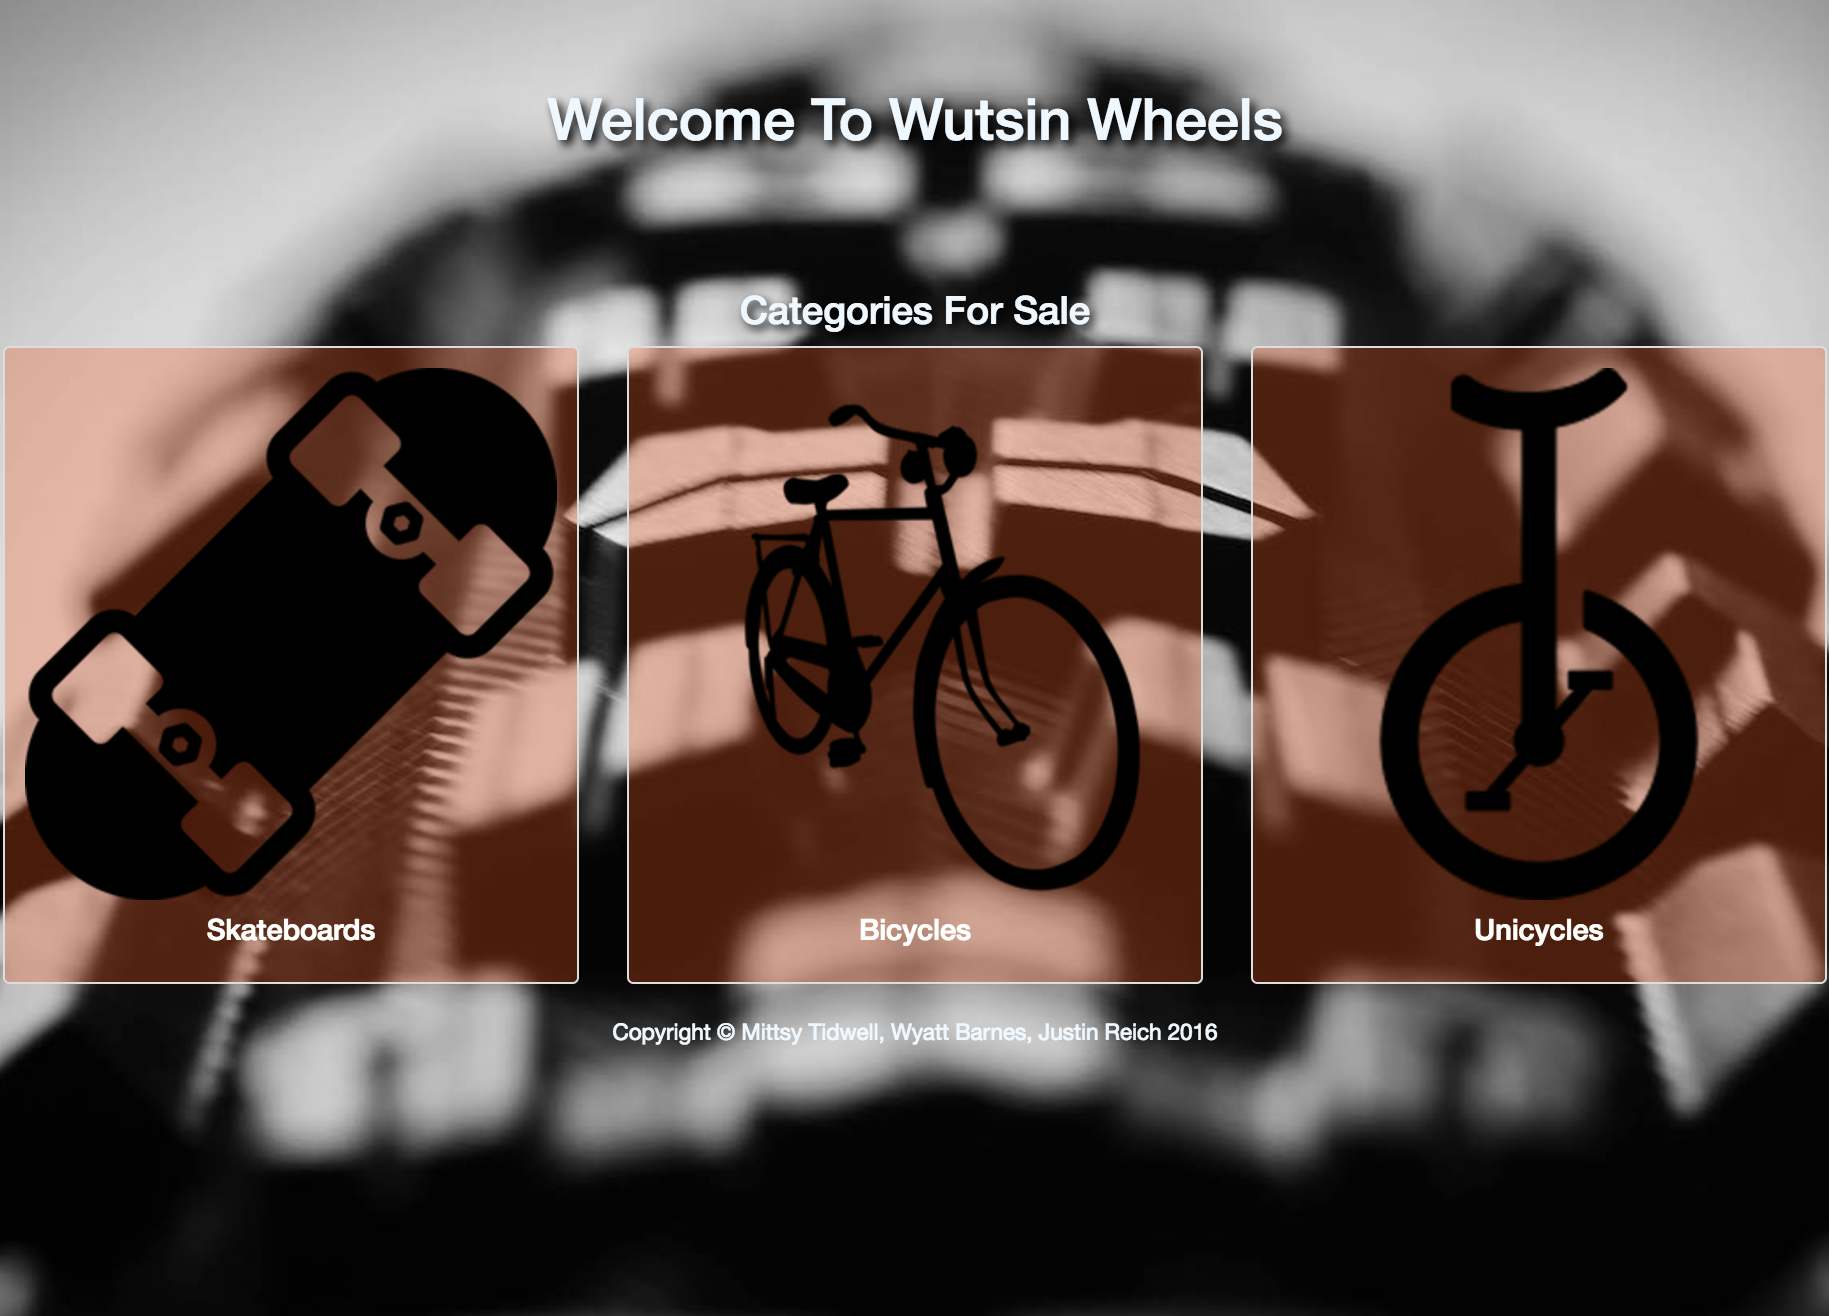 Welcome To Wutsin Wheels
Categories For Sale
Skateboards
Bicycles
Unicycles
Copyright © Mittsy Tidwell, Wyatt Barnes, Justin Reich 2016